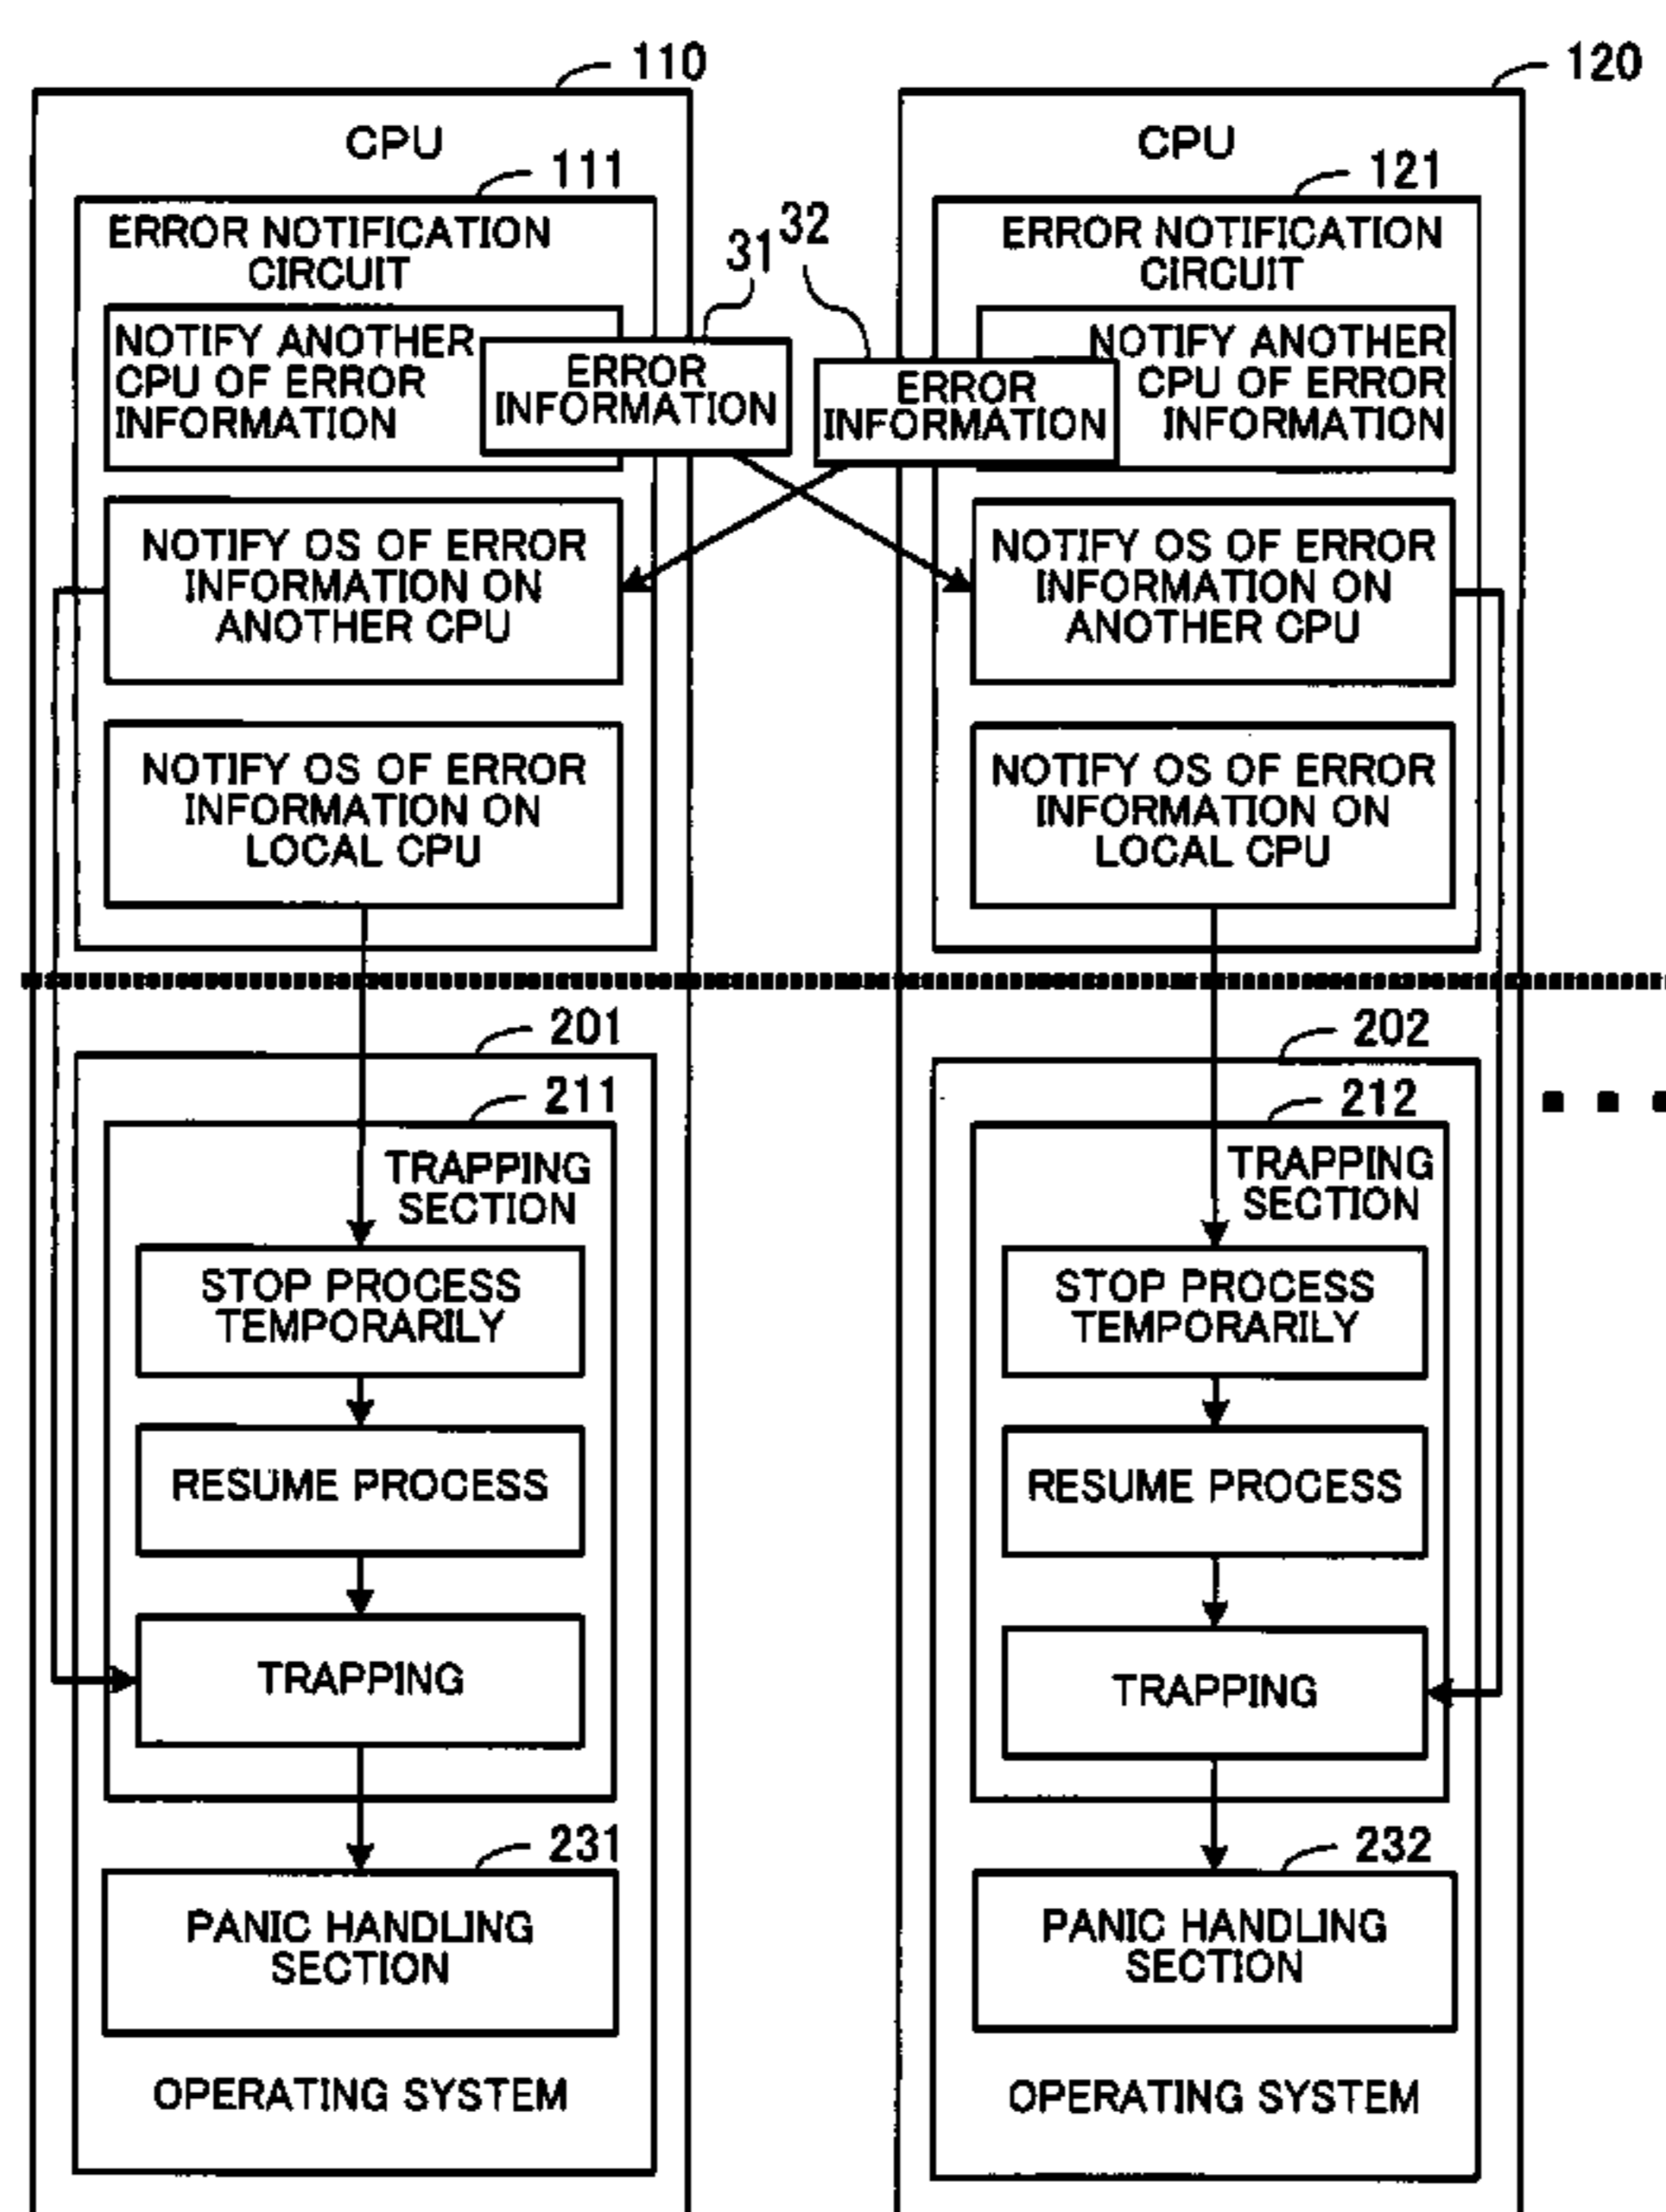 110
CPU
111
ERROR NOTIFICATION
CIRCUIT
NOTIFY ANOTHER
CPU OF ERROR
INFORMATION
31
ERROR
INFORMATION
NOTIFY OS OF ERROR
INFORMATION ON
ANOTHER CPU
NOTIFY OS OF ERROR
INFORMATION ON
LOCAL CPU
201
211
TRAPPING
SECTION
STOP PROCESS
TEMPORARILY
RESUME PROCESS
TRAPPING
231
PANIC HANDLING
SECTION
OPERATING SYSTEM
120
CPU
121
ERROR NOTIFICATION
CIRCUIT
32
ERROR
INFORMATION
NOTIFY ANOTHER
CPU OF ERROR
INFORMATION
NOTIFY OS OF ERROR
INFORMATION ON
ANOTHER CPU
NOTIFY OS OF ERROR
INFORMATION ON
LOCAL CPU
202
212
TRAPPING
SECTION
STOP PROCESS
TEMPORARILY
RESUME PROCESS
TRAPPING
232
PANIC HANDLING
SECTION
OPERATING SYSTEM